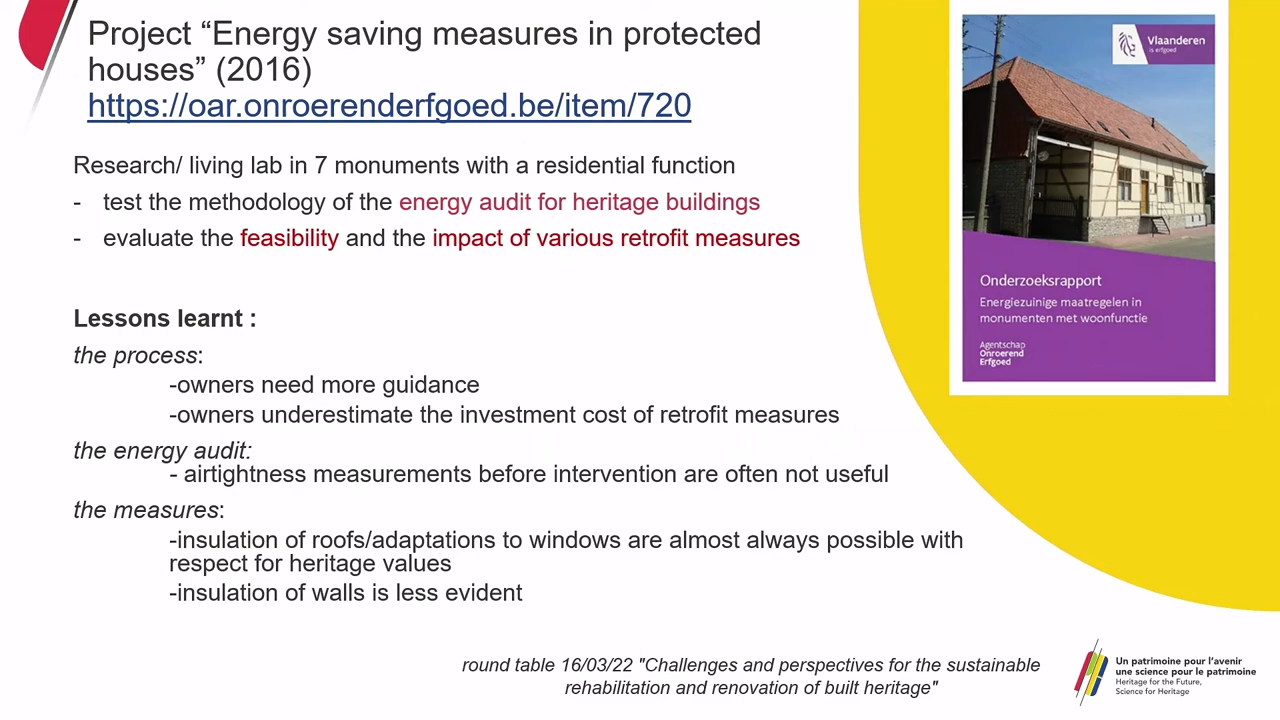 Project “Energy saving measures in protected
houses” (2016)
https://oar.onroerenderfgoed.be/item/720
Research/ living lab in 7 monuments with a residential function
- test the methodology of the energy audit for heritage buildings
- evaluate the feasibility and the impact of various retrofit measures
Lessons learnt :
the process:
-owners need more guidance
-owners underestimate the investment cost of retrofit measures
the energy audit:
- airtightness measurements before intervention are often not useful
the measures:
-insulation of roofs/adaptations to windows are almost always possible with
respect for heritage values
-insulation of walls is less evident
Vlaanderen
is erfgoed
Onderzoeksrapport
Energiezuinige maatregelen in
monumenten met woonfunctie
Agentschap
Onroerend
Erfgoed
round table 16/03/22 "Challenges and perspectives for the sustainable
rehabilitation and renovation of built heritage"
Un patrimoine pour l’avenir
une science pour le patrimoine
Heritage for the Future,
Science for Heritage